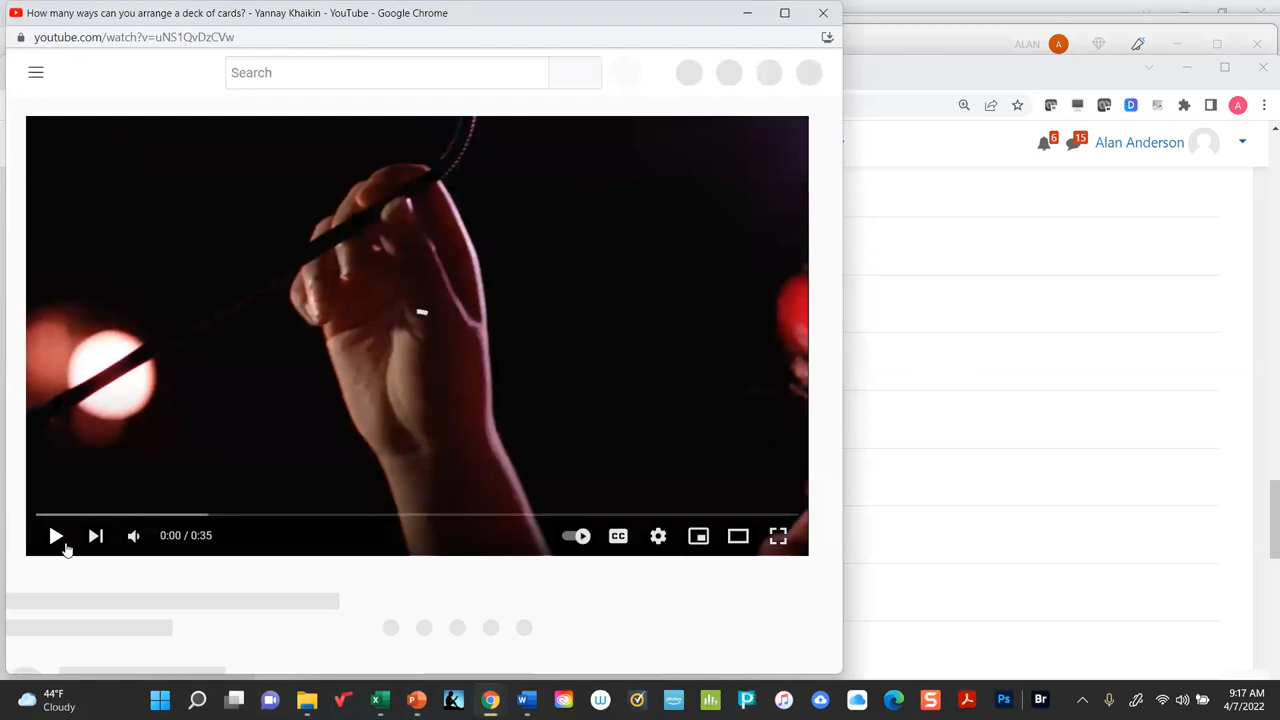 How many ways can you arrange a deck of cards? - Yannay Khaikin - YouTube - Google Chrome
youtube.com/watch?v=uNS1QvDzCVw
ALAN A
D A
Search
6 15 Alan Anderson
0:00 / 0:35 CC
44°F
Cloudy
9:17 AM
4/7/2022